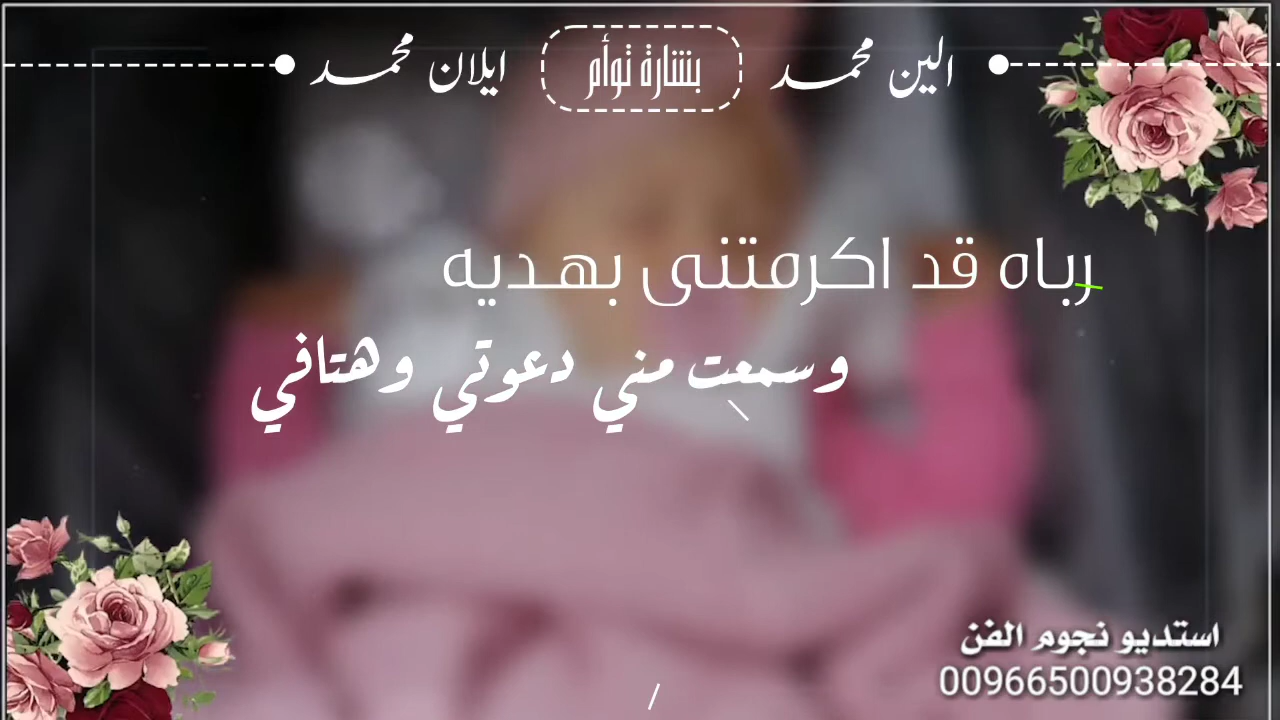 الين محمد
بشارة توأم
ايلان محمد
رباه قد اكرمتنى بهديه
وسمعت مني دعوتي وهتافي
استديو نجوم الفن
00966500938284